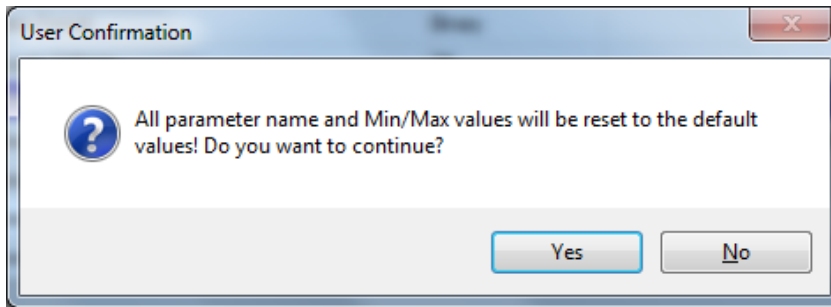 User Confirmation
All parameter name and Min/Max values will be reset to the default
values! Do you want to continue?
Yes
No